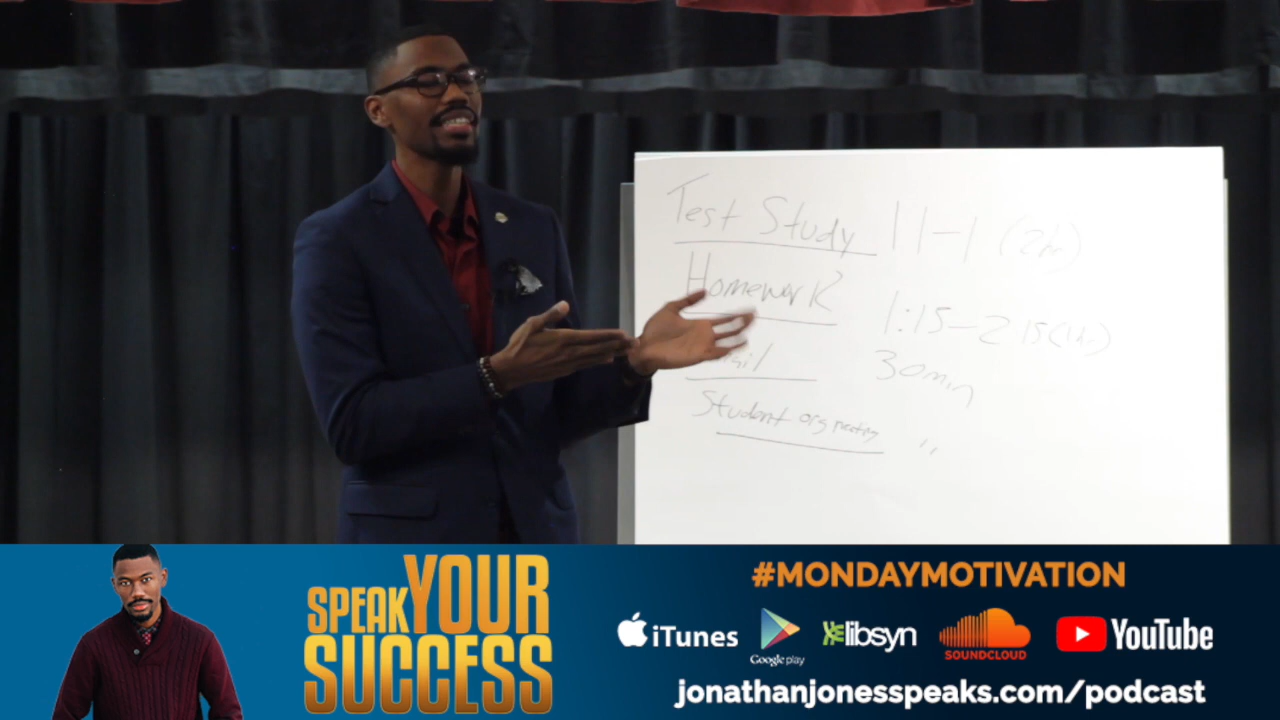 Test Study 11-1 (2hr)
Homework 1:15-2:15 (1hr)
30min
Student org meeting "
SPEAK YOUR
SUCCESS
#MONDAYMOTIVATION
iTunes
Google play
libsyn
SOUNDCLOUD
YouTube
jonathanjonesspeaks.com/podcast